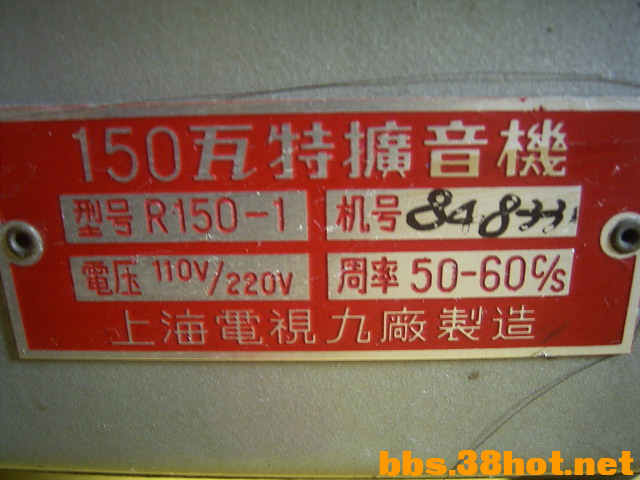 150瓦特擴音機
型号 R150-1 机号 84833
電压 110V/220V 周率 50-60 C/S
上海電視九廠製造
bbs.38hot.net